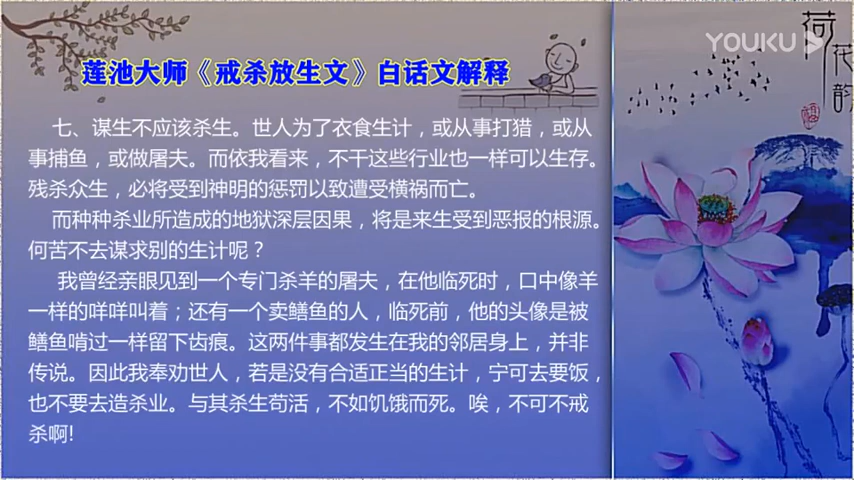 YOUKU
荷花韵
莲池大师《戒杀放生文》白话文解释
七、谋生不应该杀生。世人为了衣食生计，或从事打猎，或从
事捕鱼，或做屠夫。而依我看来，不干这些行业也一样可以生存。
残杀众生，必将受到神明的惩罚以致遭受横祸而亡。
而种种杀业所造成的地狱深层因果，将是来生受到恶报的根源。
何苦不去谋求别的生计呢？
我曾经亲眼见到一个专门杀羊的屠夫，在他临死时，口中像羊
一样的咩咩叫着；还有一个卖鳝鱼的人，临死前，他的头像是被
鳝鱼啃过一样留下齿痕。这两件事都发生在我的邻居身上，并非
传说。因此我奉劝世人，若是没有合适正当的生计，宁可去要饭，
也不要去造杀业。与其杀生苟活，不如饥饿而死。唉，不可不戒
杀啊!